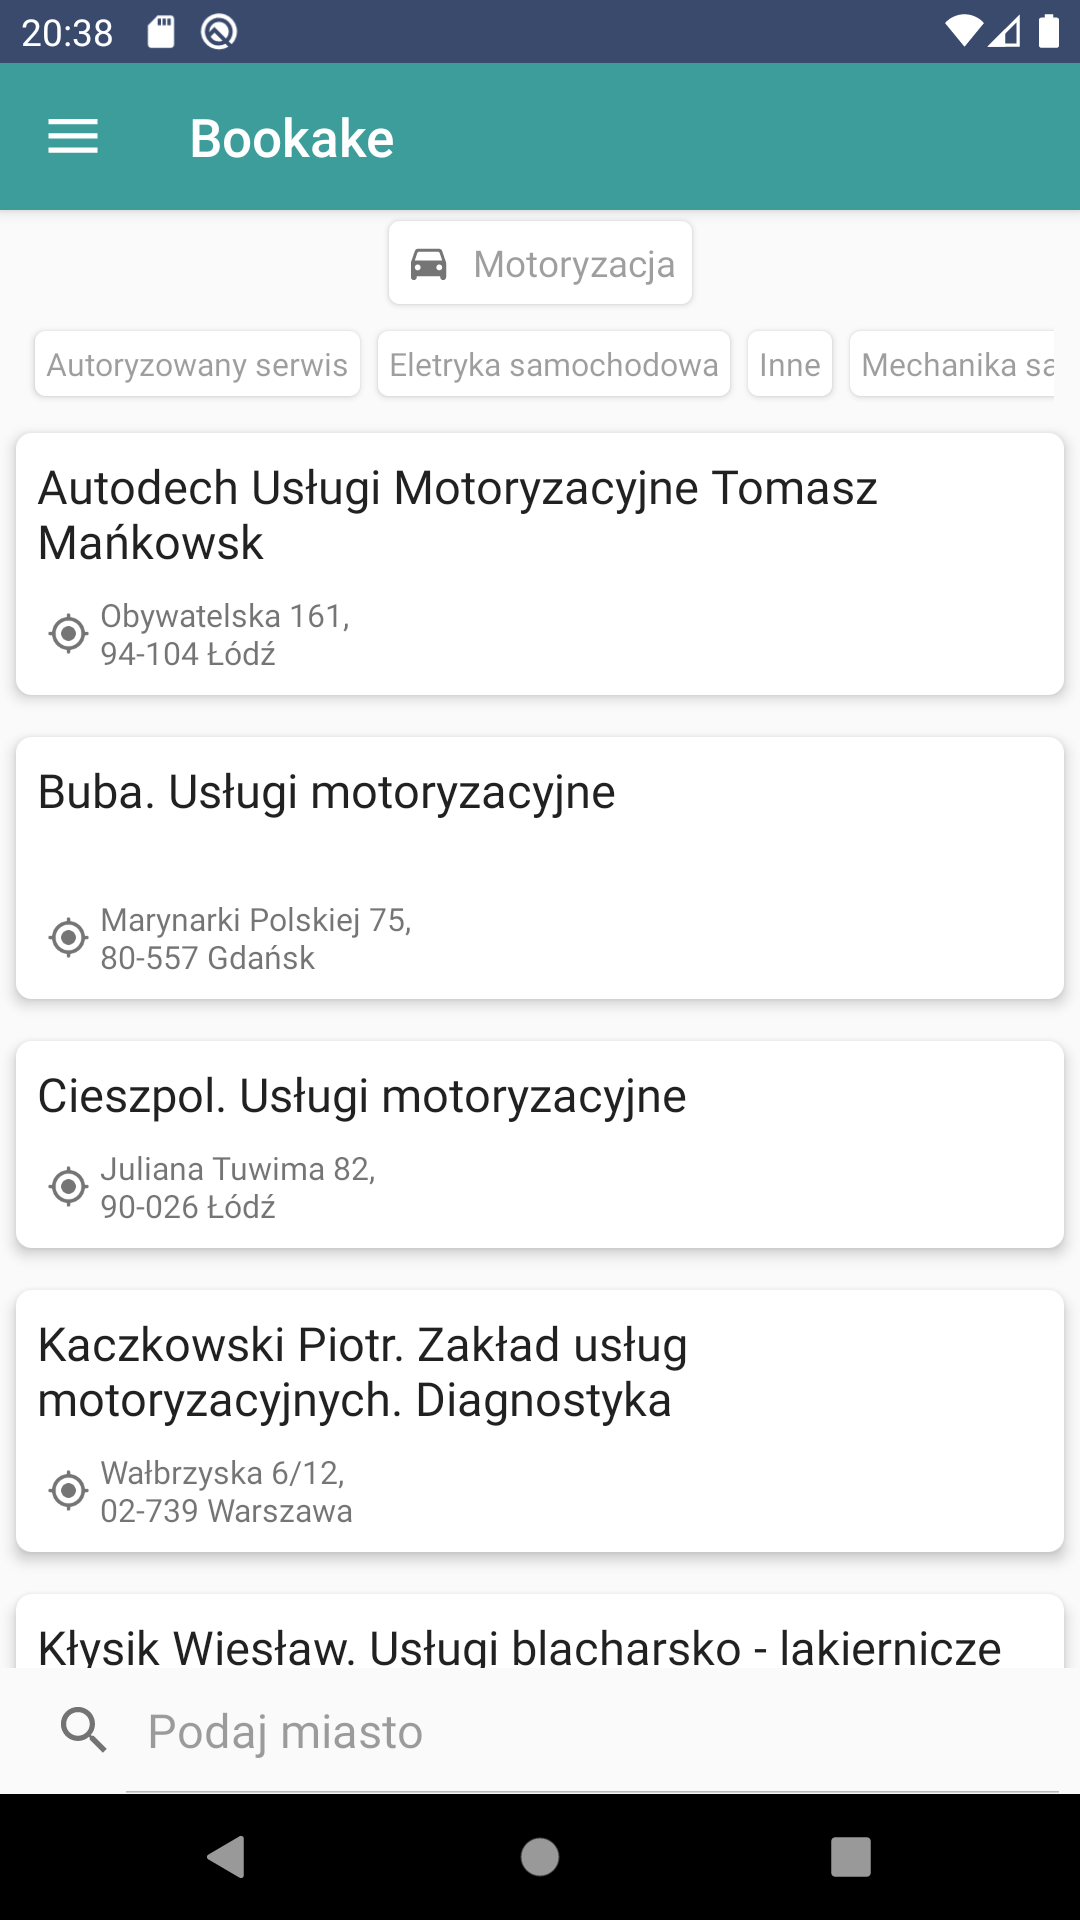 20:38
Bookake
Motoryzacja
Autoryzowany serwis
Eletryka samochodowa
Inne
Mechanika sa
Autodech Usługi Motoryzacyjne Tomasz
Mańkowsk
Obywatelska 161,
94-104 Łódź
Buba. Usługi motoryzacyjne
Marynarki Polskiej 75,
80-557 Gdańsk
Cieszpol. Usługi motoryzacyjne
Juliana Tuwima 82,
90-026 Łódź
Kaczkowski Piotr. Zakład usług
motoryzacyjnych. Diagnostyka
Wałbrzyska 6/12,
02-739 Warszawa
Kłysik Wiesław. Usługi blacharsko - lakiernicze
Podaj miasto